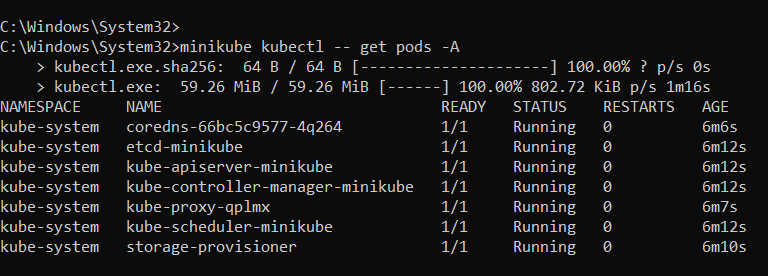 C:\Windows\System32>
C:\Windows\System32>minikube kubectl -- get pods -A
    > kubectl.exe.sha256:  64 B / 64 B [---------------------] 100.00% ? p/s 0s
    > kubectl.exe:  59.26 MiB / 59.26 MiB [------] 100.00% 802.72 KiB p/s 1m16s
NAMESPACE     NAME                               READY   STATUS    RESTARTS   AGE
kube-system   coredns-66bc5c9577-4q264           1/1     Running   0          6m6s
kube-system   etcd-minikube                      1/1     Running   0          6m12s
kube-system   kube-apiserver-minikube            1/1     Running   0          6m12s
kube-system   kube-controller-manager-minikube   1/1     Running   0          6m12s
kube-system   kube-proxy-qplmx                   1/1     Running   0          6m7s
kube-system   kube-scheduler-minikube            1/1     Running   0          6m12s
kube-system   storage-provisioner                1/1     Running   0          6m10s